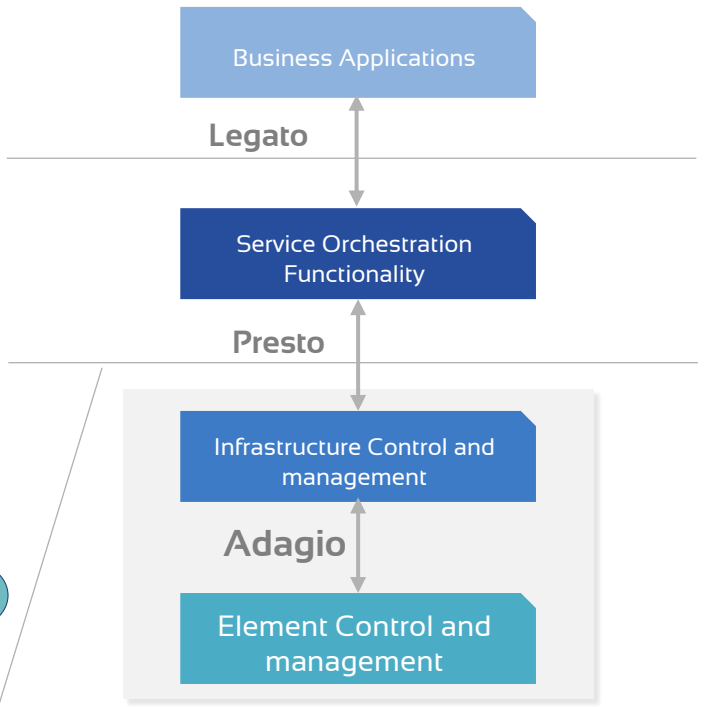 Business Applications
Legato
Service Orchestration
Functionality
Presto
Infrastructure Control and
management
Adagio
Element Control and
management